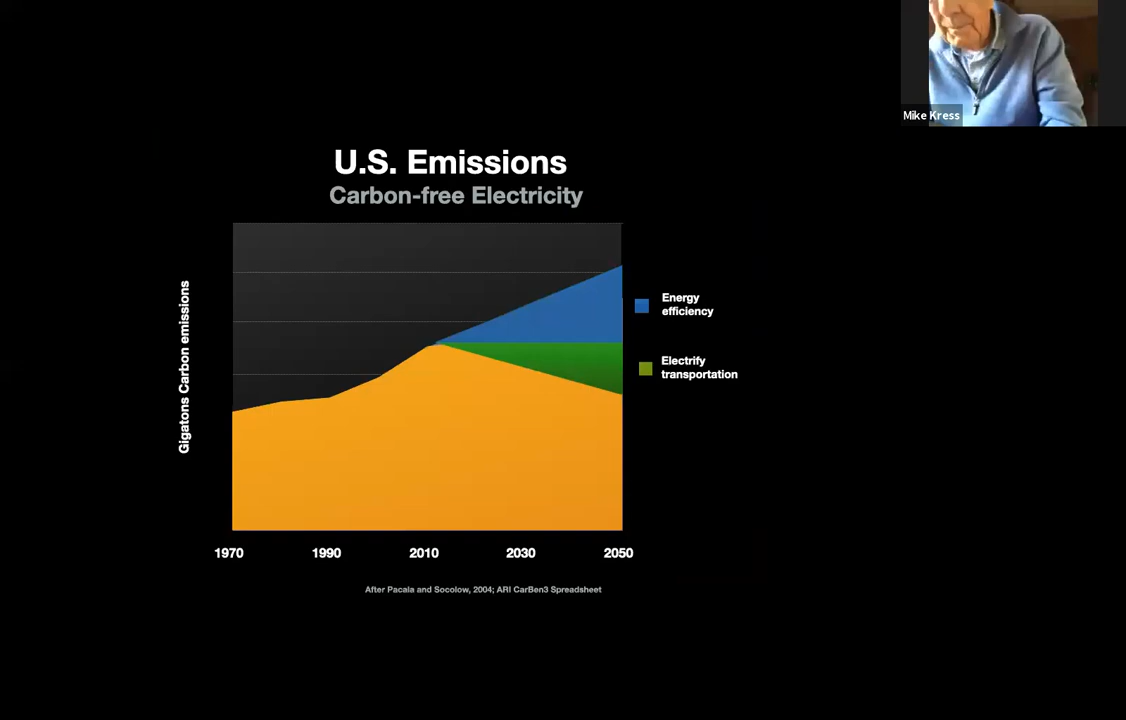 Mike Kress
U.S. Emissions
Carbon-free Electricity
Gigatons Carbon emissions
Energy
efficiency
Electrify
transportation
1970 1990 2010 2030 2050
After Pacala and Socolow, 2004; ARI CarBen3 Spreadsheet